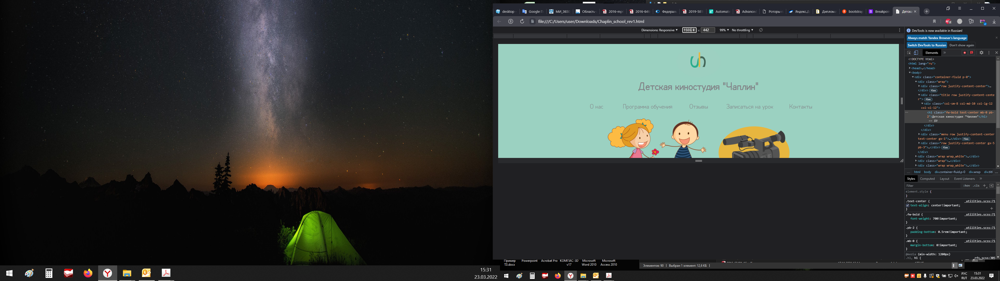 desktop –
Google П
МИ_3650
Область-
2016-mp
2016-646
Федераль
2019-581
Automate
Advanced
Роторы г
Яндекс.Д
Диплом.
bootstrap
Breakpoin
Детска
file:///C:/Users/user/Downloads/Chaplin_school_rev1.html
Dimensions: Responsive
1555
×
442
99%
No throttling
DevTools is now available in Russian!
Always match Yandex Browser's language
Switch DevTools to Russian
Don't show again
Elements
Детская киностудия "Чаплин"
О нас
Программа обучения
Отзывы
Записаться на урок
Контакты
<!DOCTYPE html>
<html lang="ru">
<head>…</head>
<body>
<div class="container-fluid p-0">
<div class="wrap">
<div class="row justify-content-center">…
</div> flex
<div class="title row justify-content-cente
r"> flex
<div class="col-sm-8 col-md-10 col-lg-12
col-xl-12">
<h1 class="fw-bold text-center mb-0 pb-
2">Детская киностудия "Чаплин"</h1>
== $0
</div>
</div>
<div class="menu row justify-content-center
text-center gx-1">…</div> flex
<div class="row justify-content-center gx-5
pb-3">…</div> flex
</div>
<div class="wrap wrap_white">…</div>
<div class="wrap">…</div>
<div class="wrap wrap_white">…</div>
… html body div.container-fluid.p-0 div.wrap div.titl …
Styles Computed Layout Event Listeners
Filter :hov .cls
element.style {
}
.text-center { _utilities.scss:71
text-align: center!important;
}
.fw-bold { _utilities.scss:71
font-weight: 700!important;
}
.pb-2 { _utilities.scss:71
padding-bottom: 0.5rem!important;
}
.mb-0 { _utilities.scss:71
margin-bottom: 0!important;
}
@media (min-width: 1200px)
.h1, h1 { rfs.scss:305
Пример
ТЗ.docx
Powerpoint
Acrobat Pro
КОМПАС-3D
v17
Microsoft
Word 2010
Microsoft
Access 2010
Элементов: 90 | Выбран 1 элемент: 12,6 КБ |
15:31
23.03.2022
РУС
RUT
15:31
23.03.2022